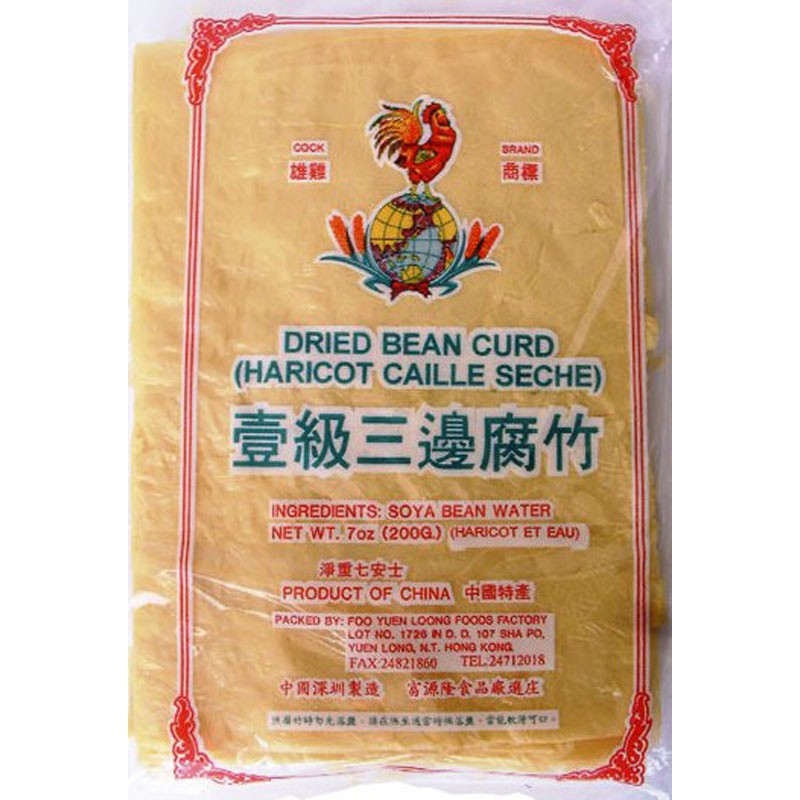 COCK
雄雞
BRAND
商標
DRIED BEAN CURD
(HARICOT CAILLE SECHE)
壹級三邊腐竹
INGREDIENTS: SOYA BEAN WATER
NET WT. 7oz (200G.) (HARICOT ET EAU)
淨重七安士
PRODUCT OF CHINA 中國特產
PACKED BY: FOO YUEN LOONG FOODS FACTORY
LOT NO. 1726 IN D. D. 107 SHA PO,
YUEN LONG, N.T. HONG KONG.
FAX:24821860 TEL:24712018
中國深圳製造 富源隆食品廠選庄